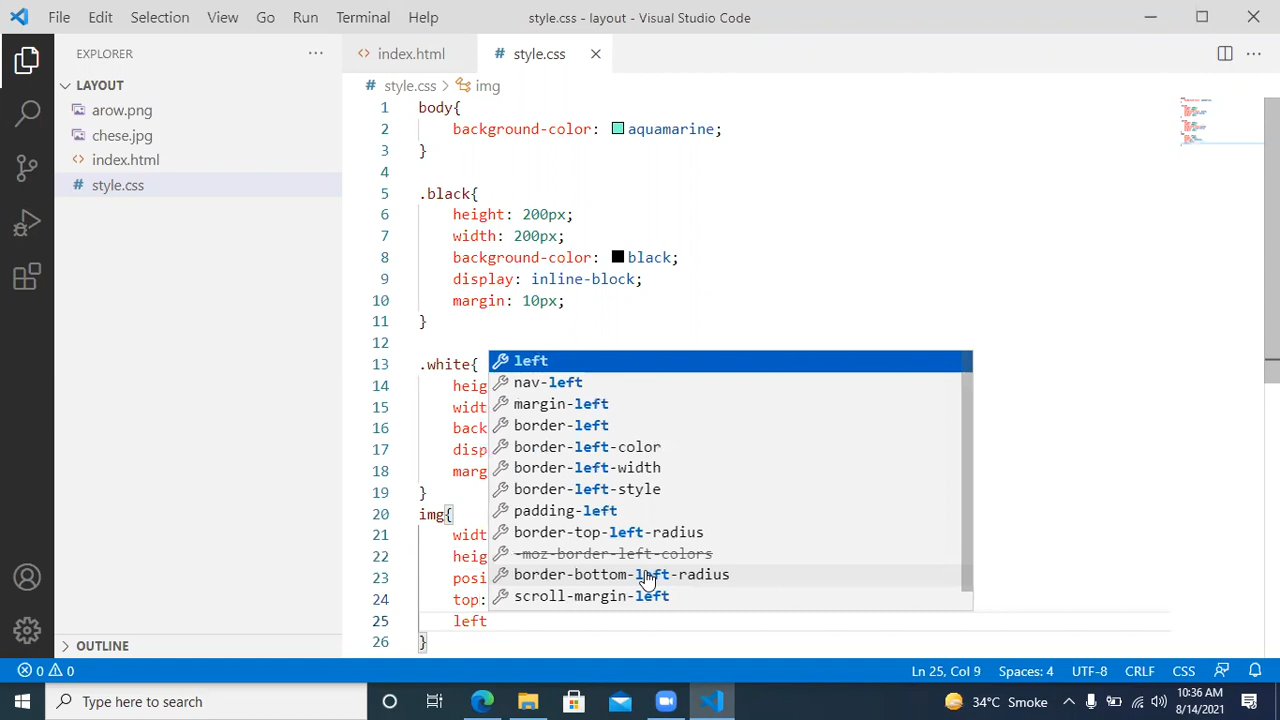 File Edit Selection View Go Run Terminal Help style.css - layout - Visual Studio Code
EXPLORER
LAYOUT
arow.png
chese.jpg
index.html
style.css
OUTLINE
index.html style.css
style.css > img
1 body{
2 background-color: aquamarine;
3 }
4
5 .black{
6 height: 200px;
7 width: 200px;
8 background-color: black;
9 display: inline-block;
10 margin: 10px;
11 }
12
13 .white{
14 heig
15 widt
16 back
17 disp
18 marg
19 }
20 img{
21 widt
22 heig
23 posi
24 top:
25 left
26 }
left
nav-left
margin-left
border-left
border-left-color
border-left-width
border-left-style
padding-left
border-top-left-radius
-moz-border-left-colors
border-bottom-left-radius
scroll-margin-left
0 0 Ln 25, Col 9 Spaces: 4 UTF-8 CRLF CSS
Type here to search 34°C Smoke 10:36 AM
8/14/2021